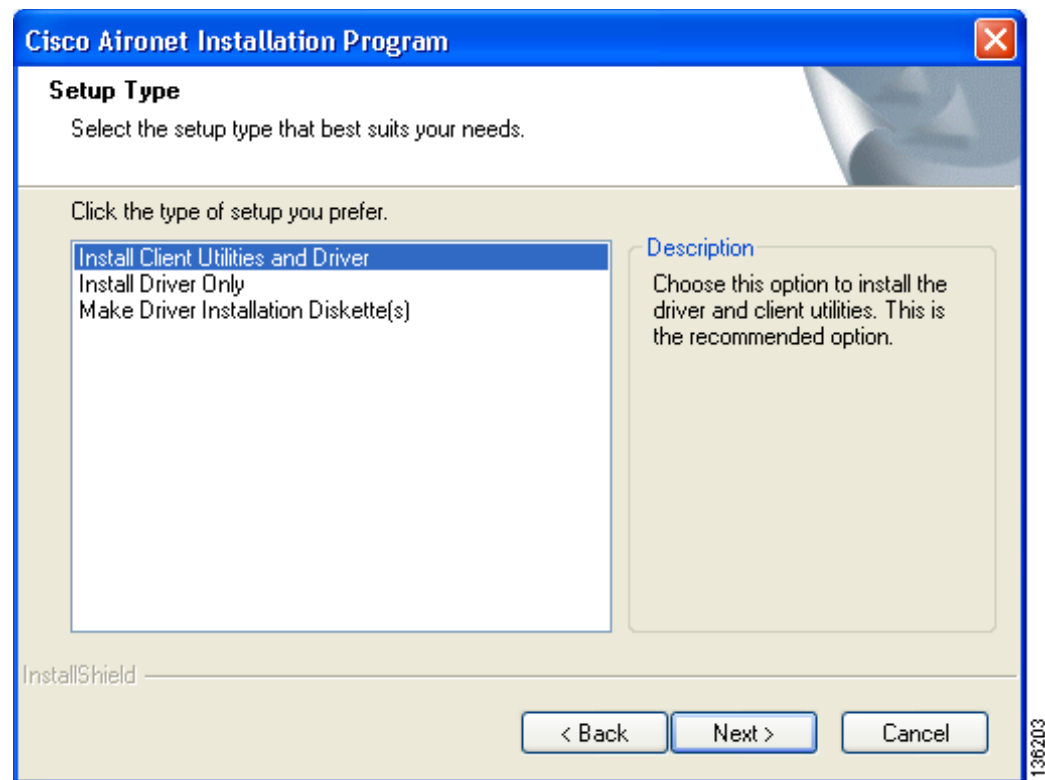 Cisco Aironet Installation Program
Setup Type
Select the setup type that best suits your needs.
Click the type of setup you prefer.
Install Client Utilities and Driver
Install Driver Only
Make Driver Installation Diskette(s)
Description
Choose this option to install the
driver and client utilities. This is
the recommended option.
InstallShield
< Back
Next >
Cancel
136203